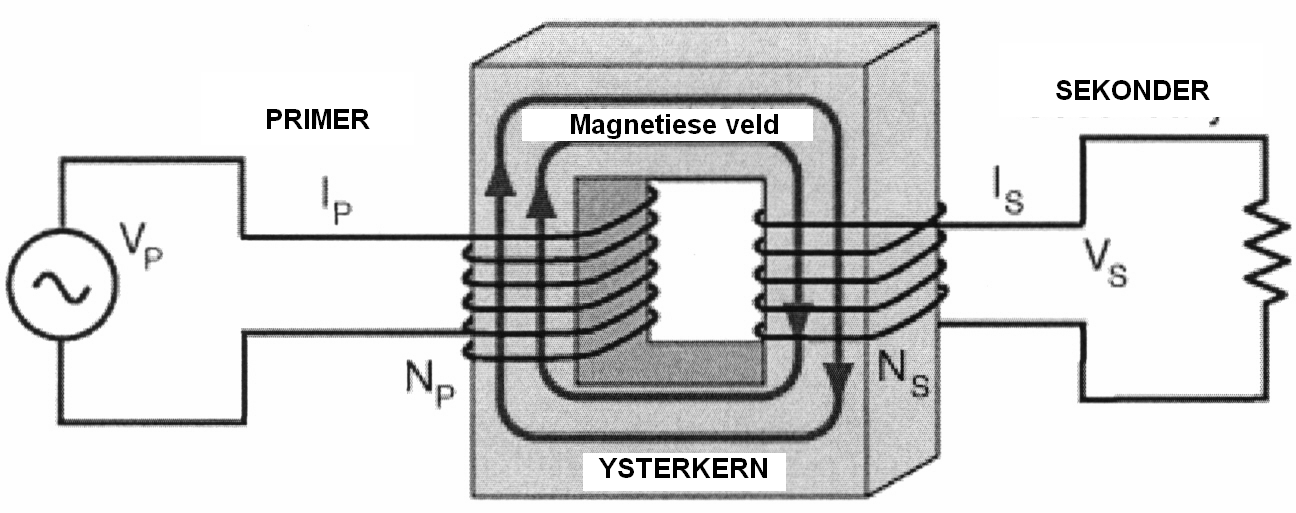 PRIMER
SEKONDER
Magnetiese veld
I_P
I_S
V_P
V_S
N_P
N_S
YSTERKERN